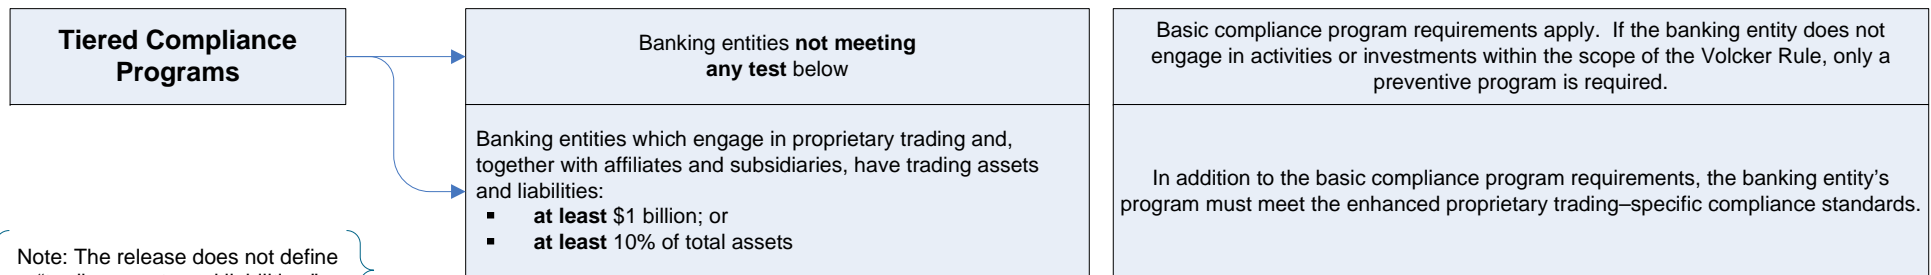 Tiered Compliance
Programs
Banking entities not meeting
any test below
Basic compliance program requirements apply.  If the banking entity does not
engage in activities or investments within the scope of the Volcker Rule, only a
preventive program is required.
Banking entities which engage in proprietary trading and,
together with affiliates and subsidiaries, have trading assets
and liabilities:
▪ at least $1 billion; or
▪ at least 10% of total assets
In addition to the basic compliance program requirements, the banking entity’s
program must meet the enhanced proprietary trading–specific compliance standards.
Note: The release does not define